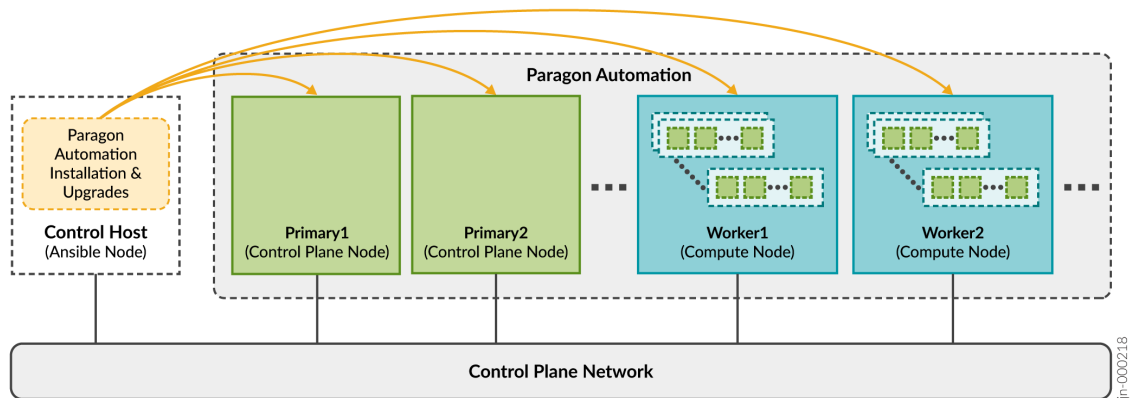 Paragon Automation
Paragon
Automation
Installation &
Upgrades
Control Host
(Ansible Node)
Primary1
(Control Plane Node)
Primary2
(Control Plane Node)
Worker1
(Compute Node)
Worker2
(Compute Node)
Control Plane Network
jn-000218